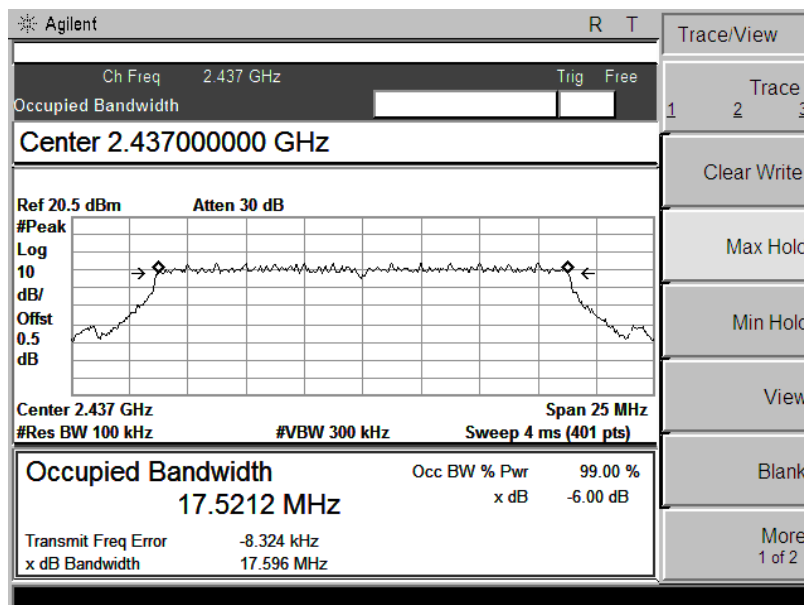 Agilent R T
Ch Freq 2.437 GHz Trig Free
Occupied Bandwidth
Center 2.437000000 GHz
Ref 20.5 dBm Atten 30 dB
#Peak
Log
10
dB/
Offst
0.5
dB
Center 2.437 GHz Span 25 MHz
#Res BW 100 kHz #VBW 300 kHz Sweep 4 ms (401 pts)
Occupied Bandwidth Occ BW % Pwr 99.00 %
17.5212 MHz x dB -6.00 dB
Transmit Freq Error -8.324 kHz
x dB Bandwidth 17.596 MHz
Trace/View
Trace
1 2 3
Clear Write
Max Hold
Min Hold
View
Blank
More
1 of 2